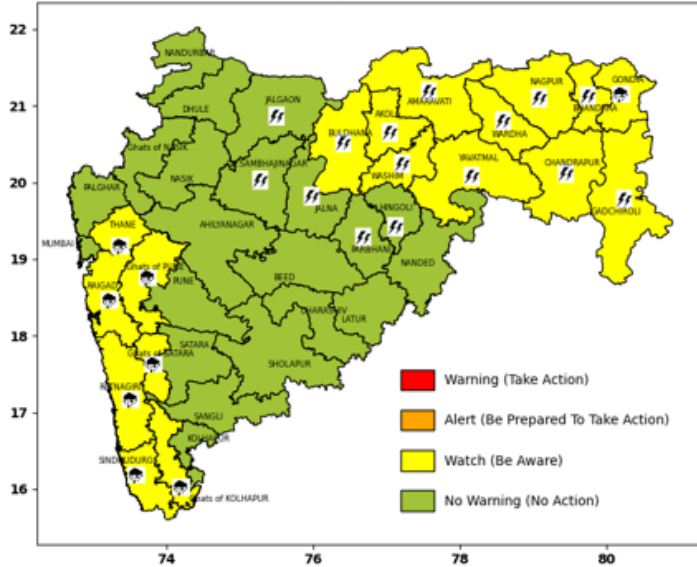 22
NANDURBAR
NAGPUR
GONDIA
21
JALGAON
AMARAVATI
BHANDARA
DHULE
AKOLA
WARDHA
BULDHANA
Ghats of NASIK
SAMBHAJINAGAR
YAVATMAL
CHANDRAPUR
20
NASIK
WASHIM
PALGHAR
JALNA
HINGOLI
GADCHIROLI
THANE
AHILYANAGAR
MUMBAI
PARBHANI
19
Ghats of PUNE
NANDED
RAIGAD
PUNE
BEED
DHARASHIV
LATUR
18
SATARA
Ghats of SATARA
SHOLAPUR
Warning (Take Action)
RATNAGIRI
17
SANGLI
Alert (Be Prepared To Take Action)
KOLHAPUR
SINDHUDURG
Watch (Be Aware)
16
Ghats of KOLHAPUR
No Warning (No Action)
74 76 78 80